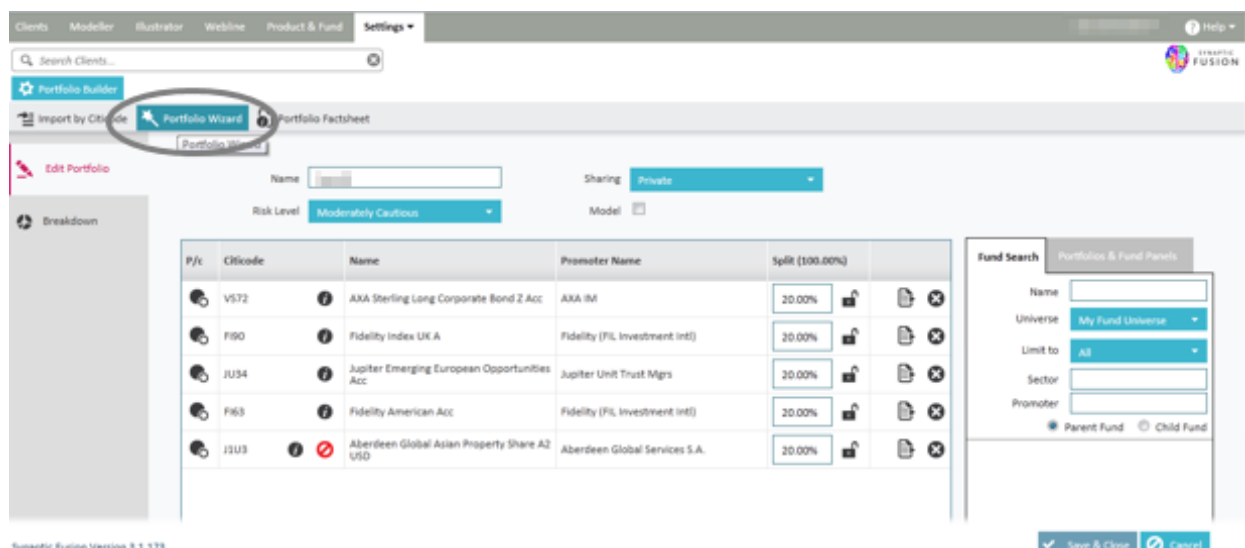 Clients Modeller Illustrator Webline Product & Fund Settings Help
Search Clients...
SYNAPTIC
FUSION
Portfolio Builder
Import by Citicode Portfolio Wizard Portfolio Factsheet
Portfolio Wizard
Edit Portfolio
Breakdown
Name Sharing Private
Risk Level Moderately Cautious Model
P/c Citicode Name Promoter Name Split (100.00%)
VS72 AXA Sterling Long Corporate Bond Z Acc AXA IM 20.00%
FI90 Fidelity Index UK A Fidelity (FIL Investment Intl) 20.00%
JU34 Jupiter Emerging European Opportunities Acc Jupiter Unit Trust Mgrs 20.00%
FI63 Fidelity American Acc Fidelity (FIL Investment Intl) 20.00%
J1U3 Aberdeen Global Asian Property Share A2 USD Aberdeen Global Services S.A. 20.00%
Fund Search Portfolios & Fund Panels
Name
Universe My Fund Universe
Limit to All
Sector
Promoter
Parent Fund Child Fund
Synaptic Fusion Version 3.1.173
Save & Close Cancel